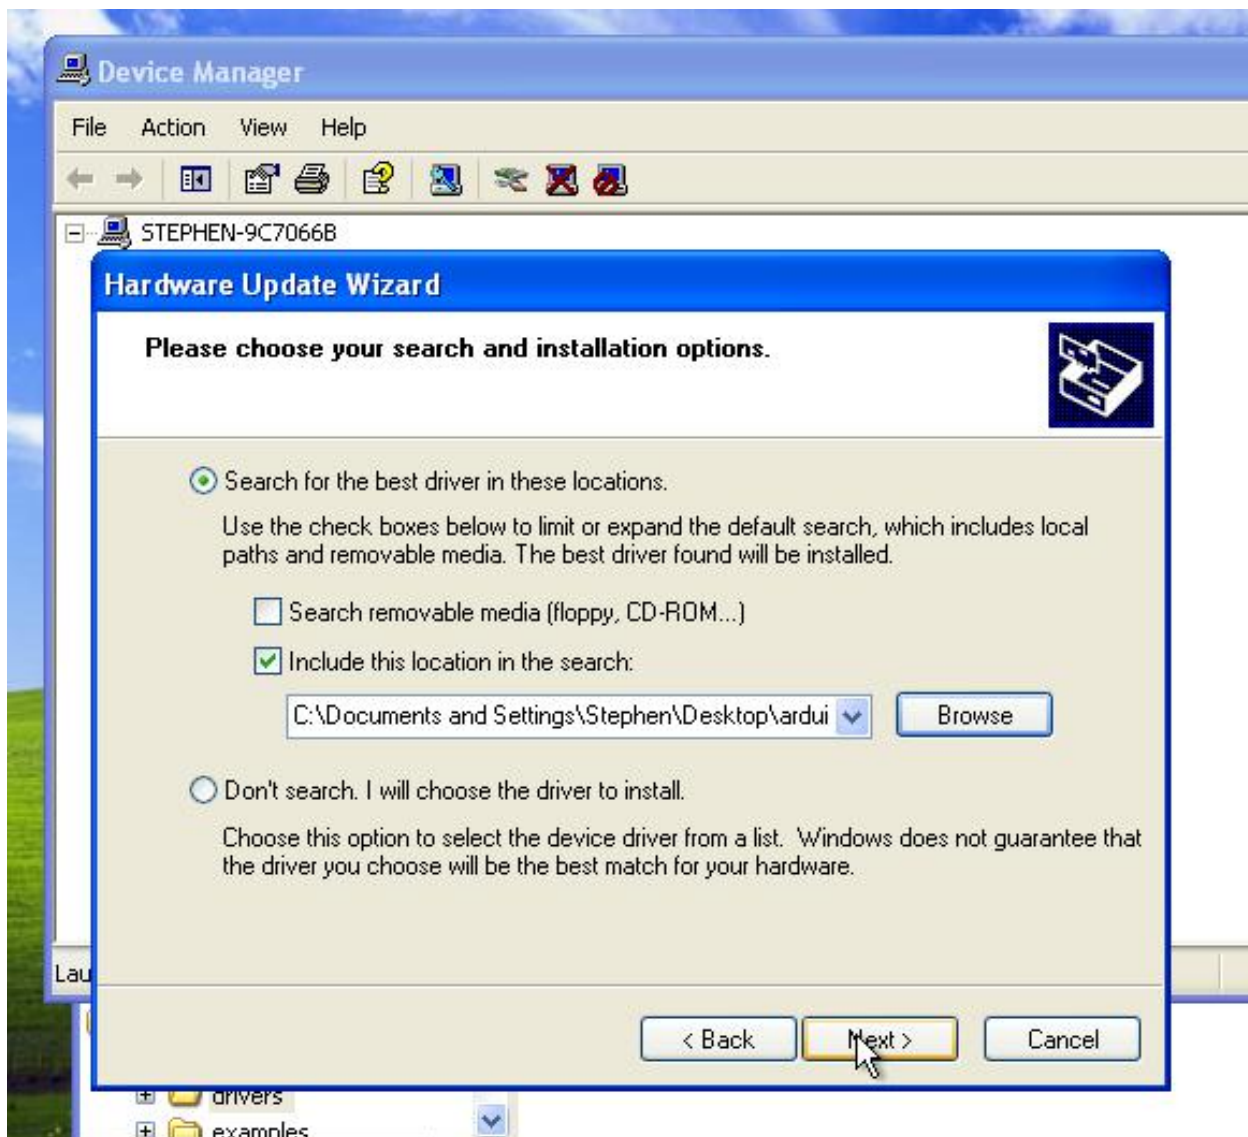 Device Manager
File Action View Help
STEPHEN-9C7066B
Hardware Update Wizard
Please choose your search and installation options.
Search for the best driver in these locations.
Use the check boxes below to limit or expand the default search, which includes local
paths and removable media. The best driver found will be installed.
Search removable media (floppy, CD-ROM...)
Include this location in the search:
C:\Documents and Settings\Stephen\Desktop\ardui
Browse
Don't search. I will choose the driver to install.
Choose this option to select the device driver from a list. Windows does not guarantee that
the driver you choose will be the best match for your hardware.
Lau
< Back Next > Cancel
drivers
examples